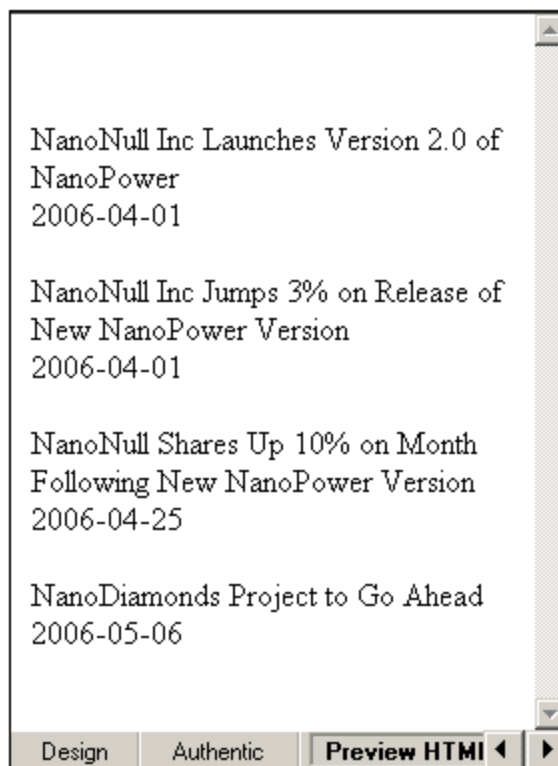 NanoNull Inc Launches Version 2.0 of
NanoPower
2006-04-01
NanoNull Inc Jumps 3% on Release of
New NanoPower Version
2006-04-01
NanoNull Shares Up 10% on Month
Following New NanoPower Version
2006-04-25
NanoDiamonds Project to Go Ahead
2006-05-06
Design Authentic Preview HTML